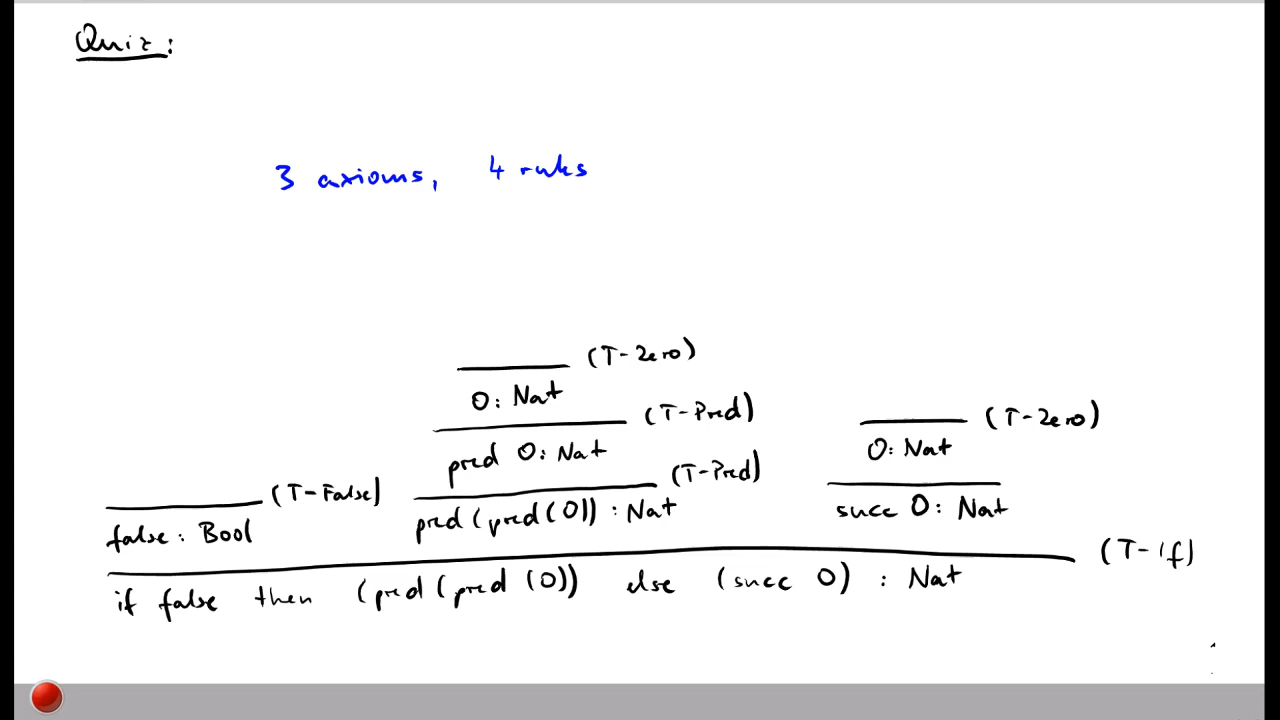 Quiz:
3 axioms, 4 rules
(T-Zero)
0: Nat
(T-Pred)
(T-Zero)
pred 0: Nat
0: Nat
(T-Pred)
(T-False)
false: Bool
pred (pred (0)) : Nat
succ 0: Nat
(T-If)
if false then (pred (pred (0)) else (succ 0) : Nat